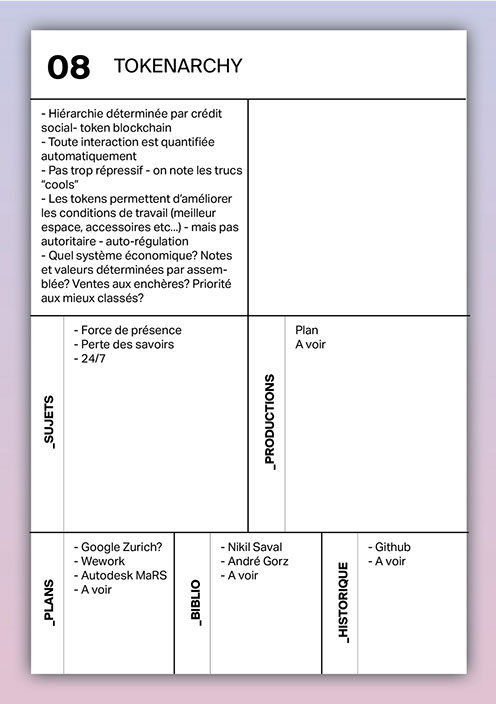 08 TOKENARCHY
- Hiérarchie déterminée par crédit
social- token blockchain
- Toute interaction est quantifiée
automatiquement
- Pas trop répressif - on note les trucs
“cools”
- Les tokens permettent d’améliorer
les conditions de travail (meilleur
espace, accessoires etc...) - mais pas
autoritaire - auto-régulation
- Quel système économique? Notes
et valeurs déterminées par assem-
blée? Ventes aux enchères? Priorité
aux mieux classés?
_SUJETS
- Force de présence
- Perte des savoirs
- 24/7
_PRODUCTIONS
Plan
A voir
_PLANS
- Google Zurich?
- Wework
- Autodesk MaRS
- A voir
_BIBLIO
- Nikil Saval
- André Gorz
- A voir
_HISTORIQUE
- Github
- A voir